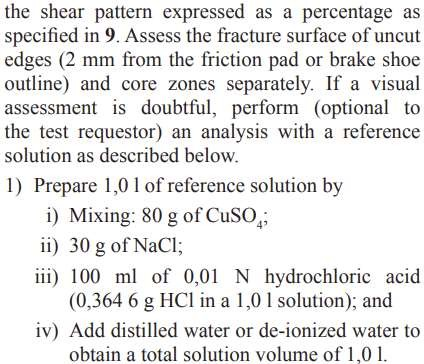 the shear pattern expressed as a percentage as
specified in 9. Assess the fracture surface of uncut
edges (2 mm from the friction pad or brake shoe
outline) and core zones separately. If a visual
assessment is doubtful, perform (optional to
the test requestor) an analysis with a reference
solution as described below.
1) Prepare 1,0 l of reference solution by
i) Mixing: 80 g of CuSO₄;
ii) 30 g of NaCl;
iii) 100 ml of 0,01 N hydrochloric acid
(0,364 6 g HCl in a 1,0 l solution); and
iv) Add distilled water or de-ionized water to
obtain a total solution volume of 1,0 l.